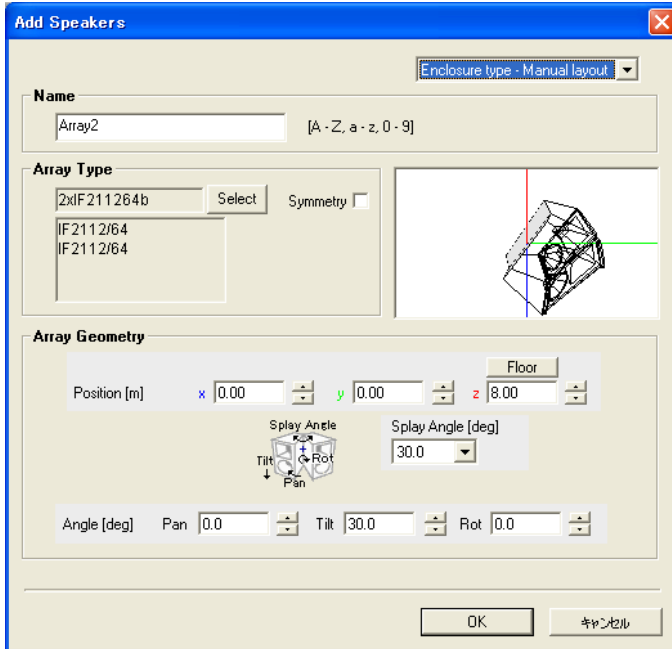 Add Speakers
Enclosure type - Manual layout
Name
Array2 [A - Z, a - z, 0 - 9]
Array Type
2xIF211264b Select Symmetry
IF2112/64
IF2112/64
Array Geometry
Floor
Position [m] x 0.00 y 0.00 z 8.00
Splay Angle Splay Angle [deg]
30.0
Rot
Tilt
Pan
Angle [deg] Pan 0.0 Tilt 30.0 Rot 0.0
OK キャンセル